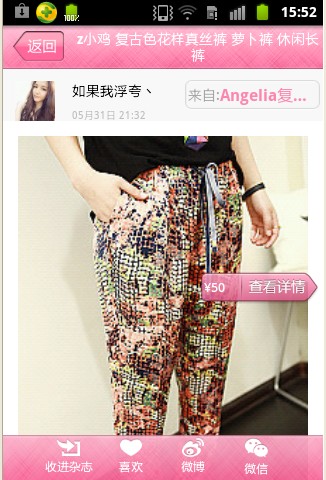 100%
15:52
返回
z小鸡 复古色花样真丝裤 萝卜裤 休闲长
裤
如果我浮夸丶
来自:Angelia复...
05月31日 21:32
¥50 查看详情
收进杂志 喜欢 微博 微信